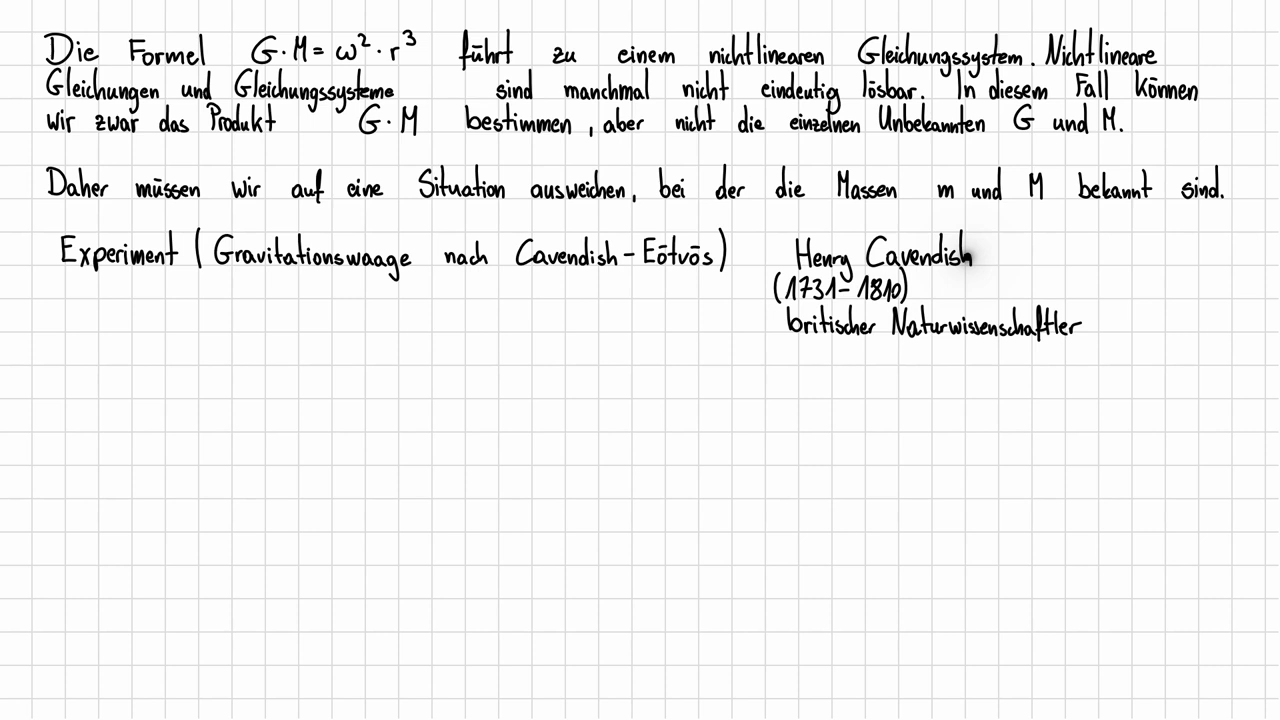 Die Formel G·M = ω²·r³ führt zu einem nichtlinearen Gleichungssystem. Nichtlineare
Gleichungen und Gleichungssysteme sind manchmal nicht eindeutig lösbar. In diesem Fall können
wir zwar das Produkt G·M bestimmen, aber nicht die einzelnen Unbekannten G und M.
Daher müssen wir auf eine Situation ausweichen, bei der die Massen m und M bekannt sind.
Experiment (Gravitationswaage nach Cavendish-Eötvös) Henry Cavendish
(1731-1810)
britischer Naturwissenschaftler